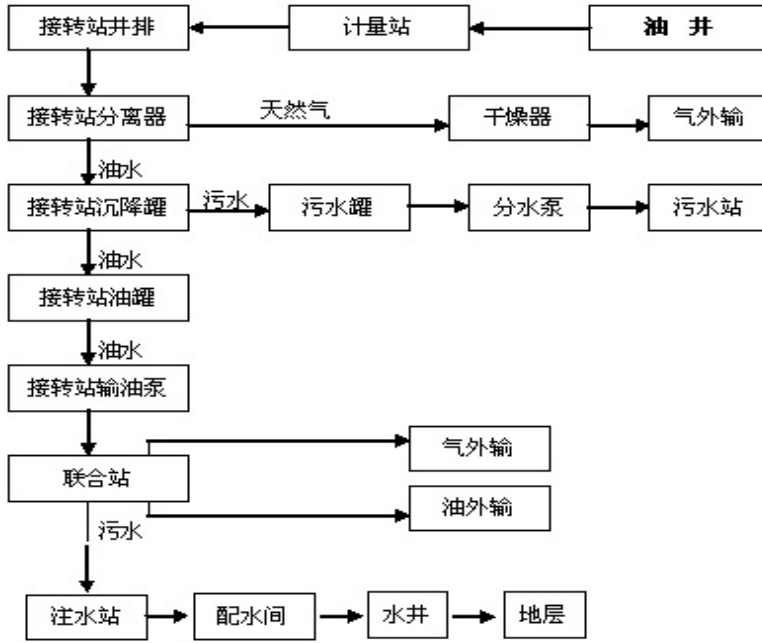 接转站井排 计量站 油 井
接转站分离器 天然气 干燥器 气外输
油水
接转站沉降罐 污水 污水罐 分水泵 污水站
油水
接转站油罐
油水
接转站输油泵
气外输
联合站
油外输
污水
注水站 配水间 水井 地层